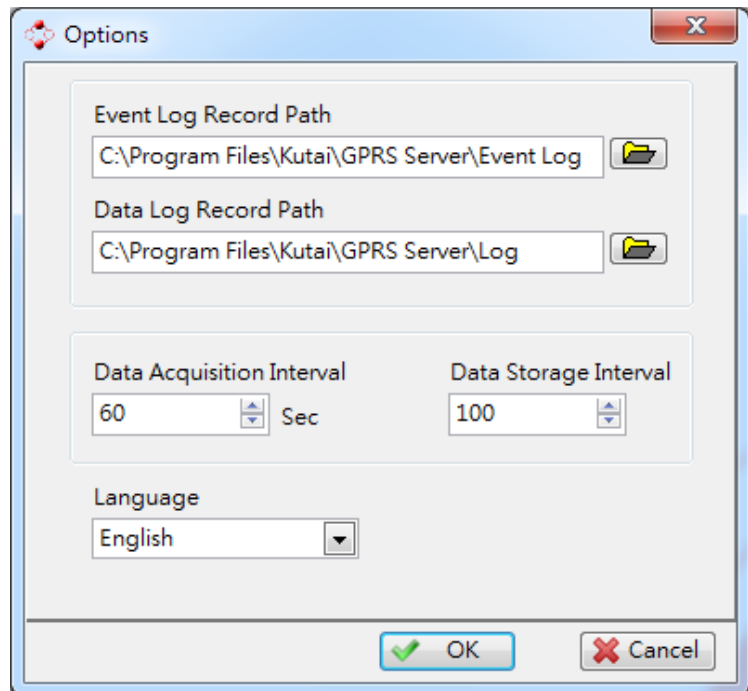 Options
Event Log Record Path
C:\Program Files\Kutai\GPRS Server\Event Log
Data Log Record Path
C:\Program Files\Kutai\GPRS Server\Log
Data Acquisition Interval
Data Storage Interval
60
Sec
100
Language
English
OK
Cancel